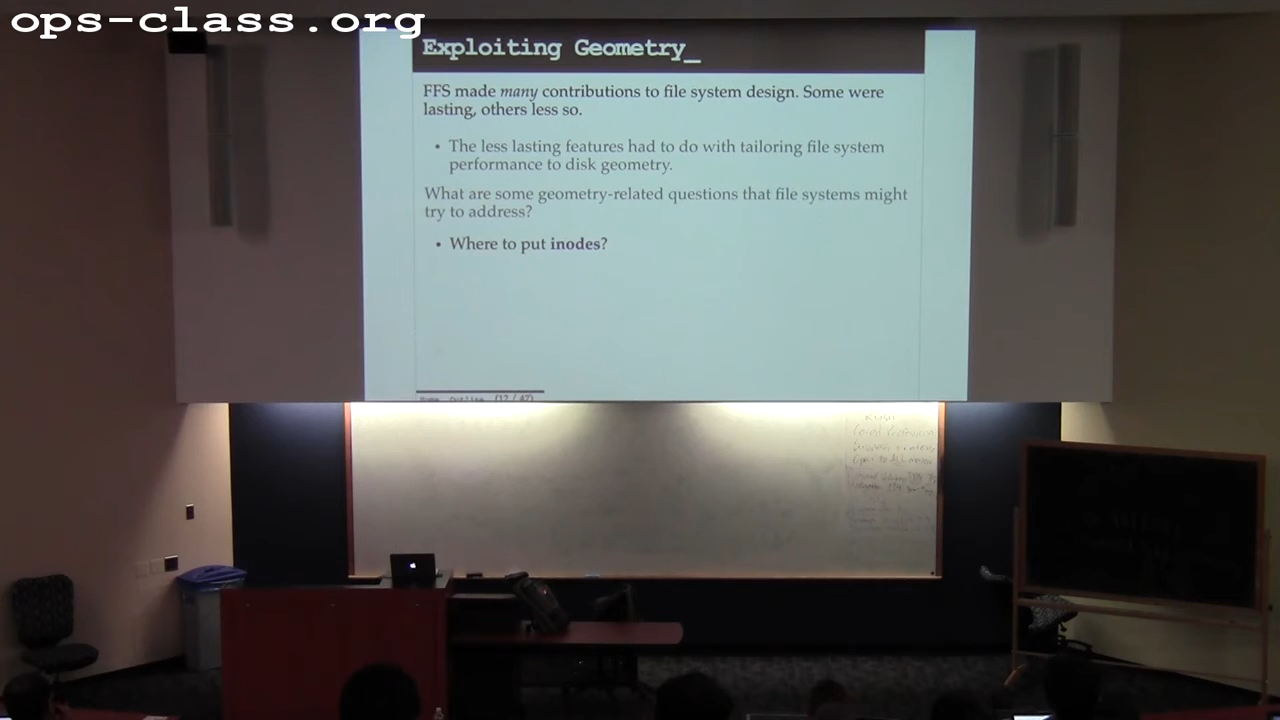 ops-class.org
Exploiting Geometry_
FFS made many contributions to file system design. Some were
lasting, others less so.
• The less lasting features had to do with tailoring file system
performance to disk geometry.
What are some geometry-related questions that file systems might
try to address?
• Where to put inodes?